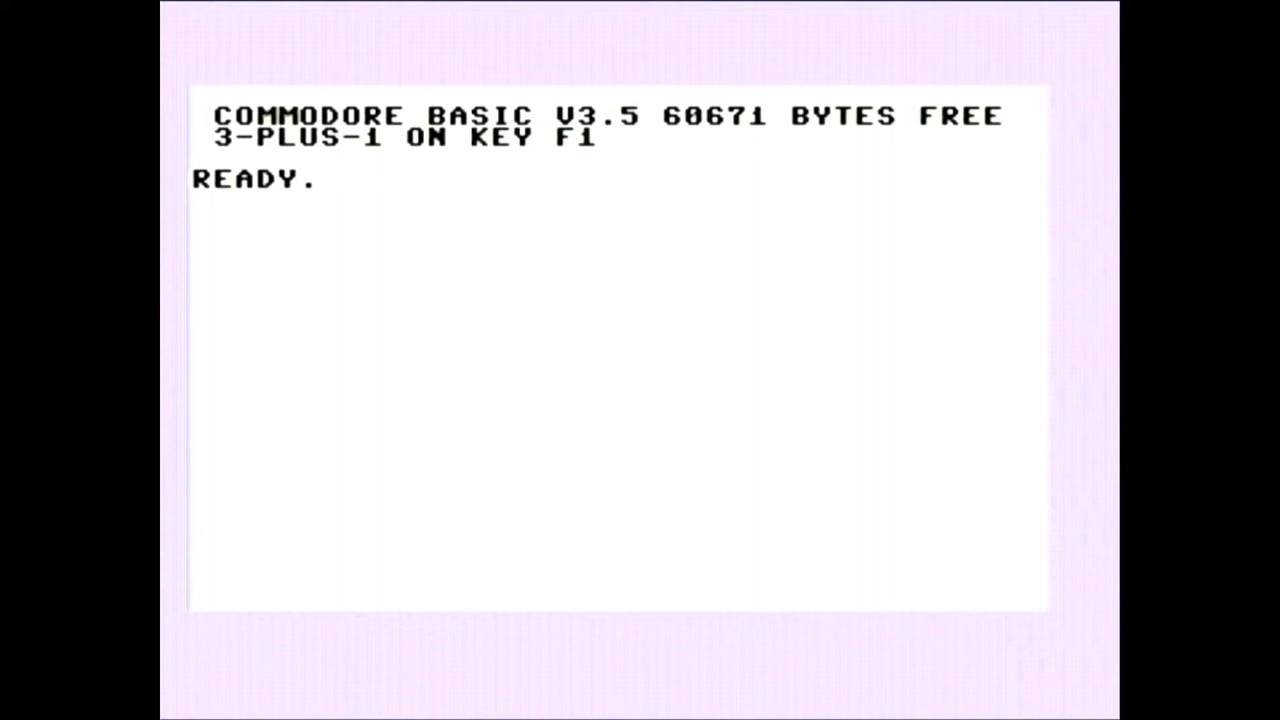 COMMODORE BASIC V3.5 60671 BYTES FREE
3-PLUS-1 ON KEY F1
READY.